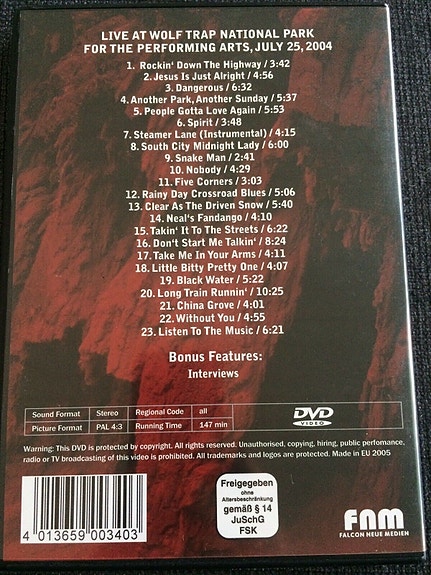 LIVE AT WOLF TRAP NATIONAL PARK
FOR THE PERFORMING ARTS, JULY 25, 2004
1. Rockin' Down The Highway / 3:42
2. Jesus Is Just Alright / 4:56
3. Dangerous / 6:32
4. Another Park, Another Sunday / 5:37
5. People Gotta Love Again / 5:53
6. Spirit / 3:48
7. Steamer Lane (Instrumental) / 4:15
8. South City Midnight Lady / 6:00
9. Snake Man / 2:41
10. Nobody / 4:29
11. Five Corners / 3:03
12. Rainy Day Crossroad Blues / 5:06
13. Clear As The Driven Snow / 5:40
14. Neal's Fandango / 4:10
15. Takin' It To The Streets / 6:22
16. Don't Start Me Talkin' / 8:24
17. Take Me In Your Arms / 4:11
18. Little Bitty Pretty One / 4:07
19. Black Water / 5:22
20. Long Train Runnin' / 10:25
21. China Grove / 4:01
22. Without You / 4:55
23. Listen To The Music / 6:21
Bonus Features:
Interviews
Sound Format Stereo Regional Code all
Picture Format PAL 4:3 Running Time 147 min
DVD
VIDEO
Warning: This DVD is protected by copyright. All rights reserved. Unauthorised, copying, hiring, public perfomance,
radio or TV broadcasting of this video is prohibited. All trademarks and logos are protected. Made in EU 2005
4 013659 003403
Freigegeben
ohne
Altersbeschränkung
gemäß § 14
JuSchG
FSK
FNM
FALCON NEUE MEDIEN